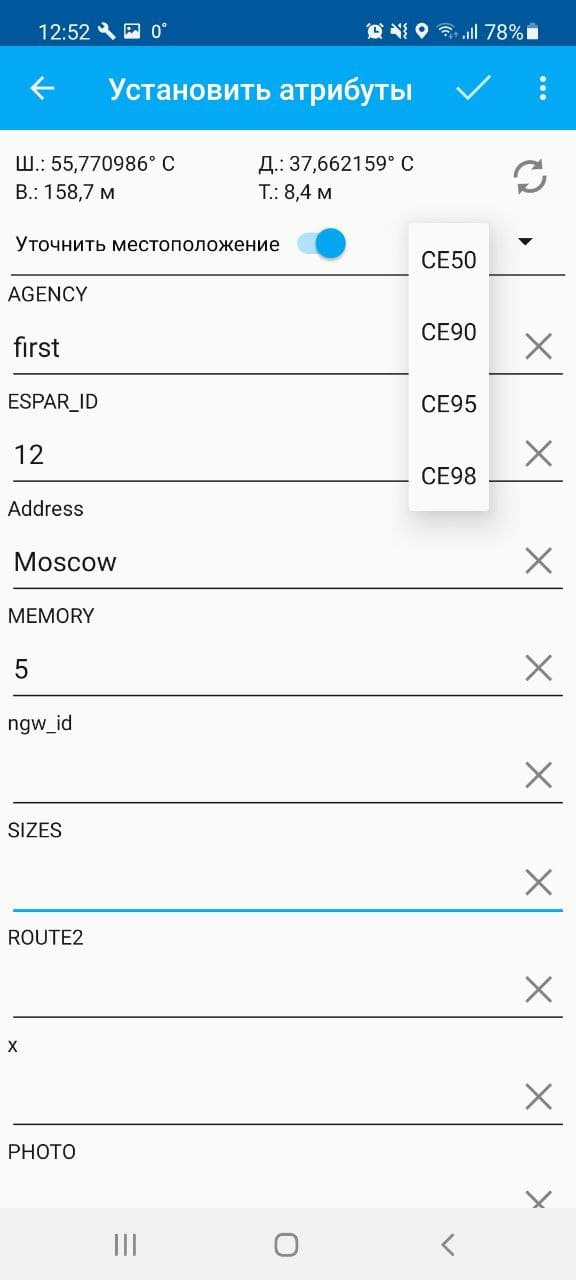 12:52 0° 78%
Установить атрибуты
Ш.: 55,770986° С Д.: 37,662159° С
В.: 158,7 м Т.: 8,4 м
Уточнить местоположение
CE50
CE90
CE95
CE98
AGENCY
first
ESPAR_ID
12
Address
Moscow
MEMORY
5
ngw_id
SIZES
ROUTE2
x
PHOTO